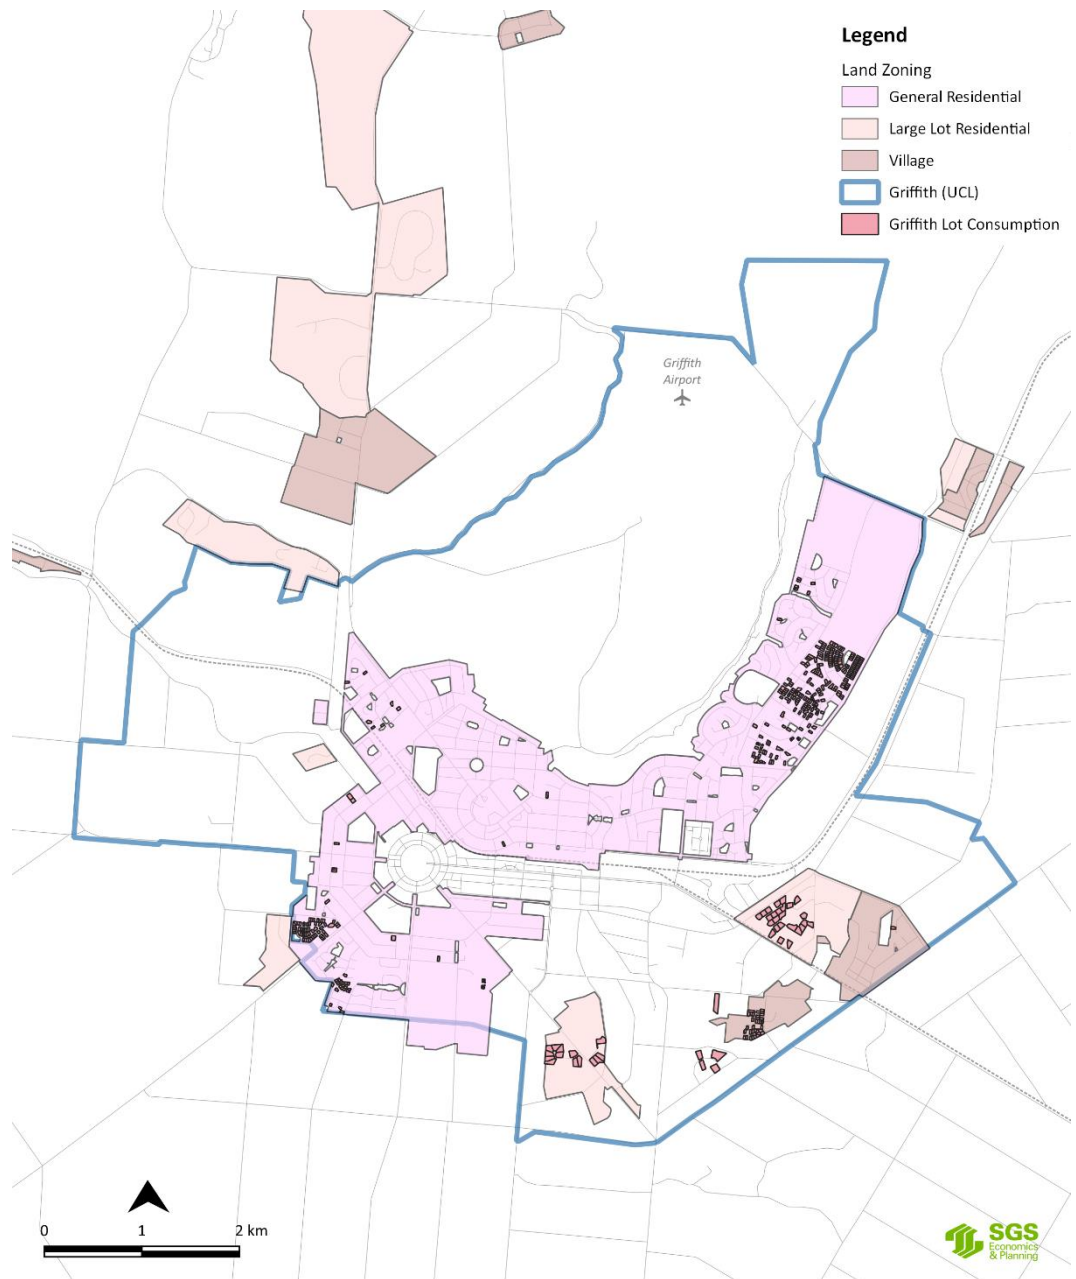 Legend
Land Zoning
General Residential
Large Lot Residential
Village
Griffith (UCL)
Griffith Lot Consumption
Griffith
Airport
0 1 2 km
SGS
Economics
& Planning